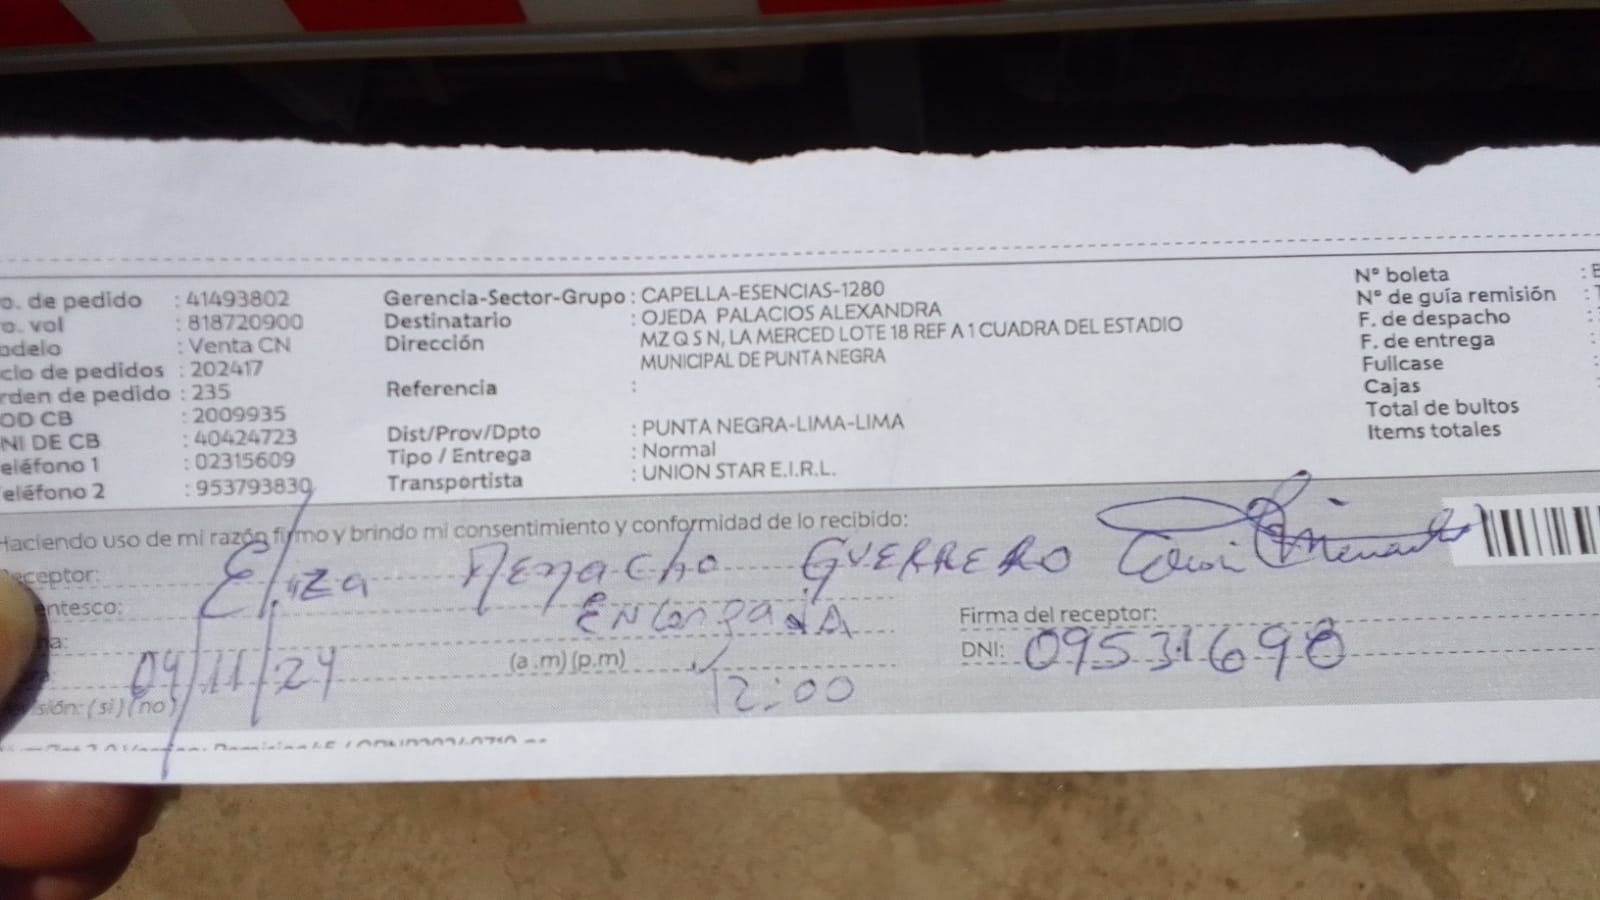 o. de pedido : 41493802
o. vol : 818720900
odelo : Venta CN
clo de pedidos : 202417
rden de pedido : 235
OD CB : 2009935
NI DE CB : 40424723
eléfono 1 : 02315609
eléfono 2 : 953793830
Gerencia-Sector-Grupo : CAPELLA-ESENCIAS-1280
Destinatario : OJEDA PALACIOS ALEXANDRA
Dirección : MZ Q S N, LA MERCED LOTE 18 REF A 1 CUADRA DEL ESTADIO
MUNICIPAL DE PUNTA NEGRA
Referencia :
Dist/Prov/Dpto : PUNTA NEGRA-LIMA-LIMA
Tipo / Entrega : Normal
Transportista : UNION STAR E.I.R.L.
N° boleta : B
N° de guía remisión : T
F. de despacho :
F. de entrega :
Fullcase :
Cajas :
Total de bultos
Items totales
Haciendo uso de mi razón firmo y brindo mi consentimiento y conformidad de lo recibido:
eceptor: Eliza Menacho GUERRERO
entesco: ENCARgAdA
Firma del receptor:
na:
DNI: 09531698
04/11/24 (a.m) (p.m) 12:00
sión: (si) (no)